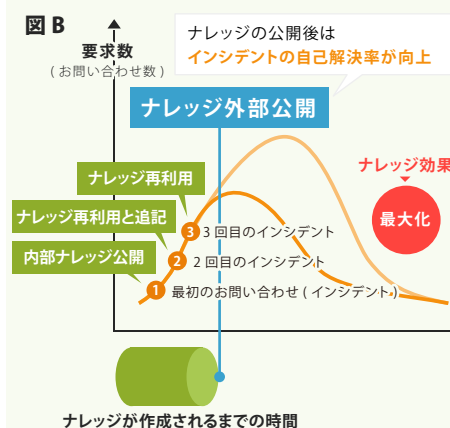 図 B
要求数
( お問い合わせ数 )
ナレッジの公開後は
インシデントの自己解決率が向上
ナレッジ外部公開
ナレッジ効果
最大化
ナレッジ再利用
ナレッジ再利用と追記
内部ナレッジ公開
3 3 回目のインシデント
2 2 回目のインシデント
1 最初のお問い合わせ ( インシデント )
ナレッジが作成されるまでの時間